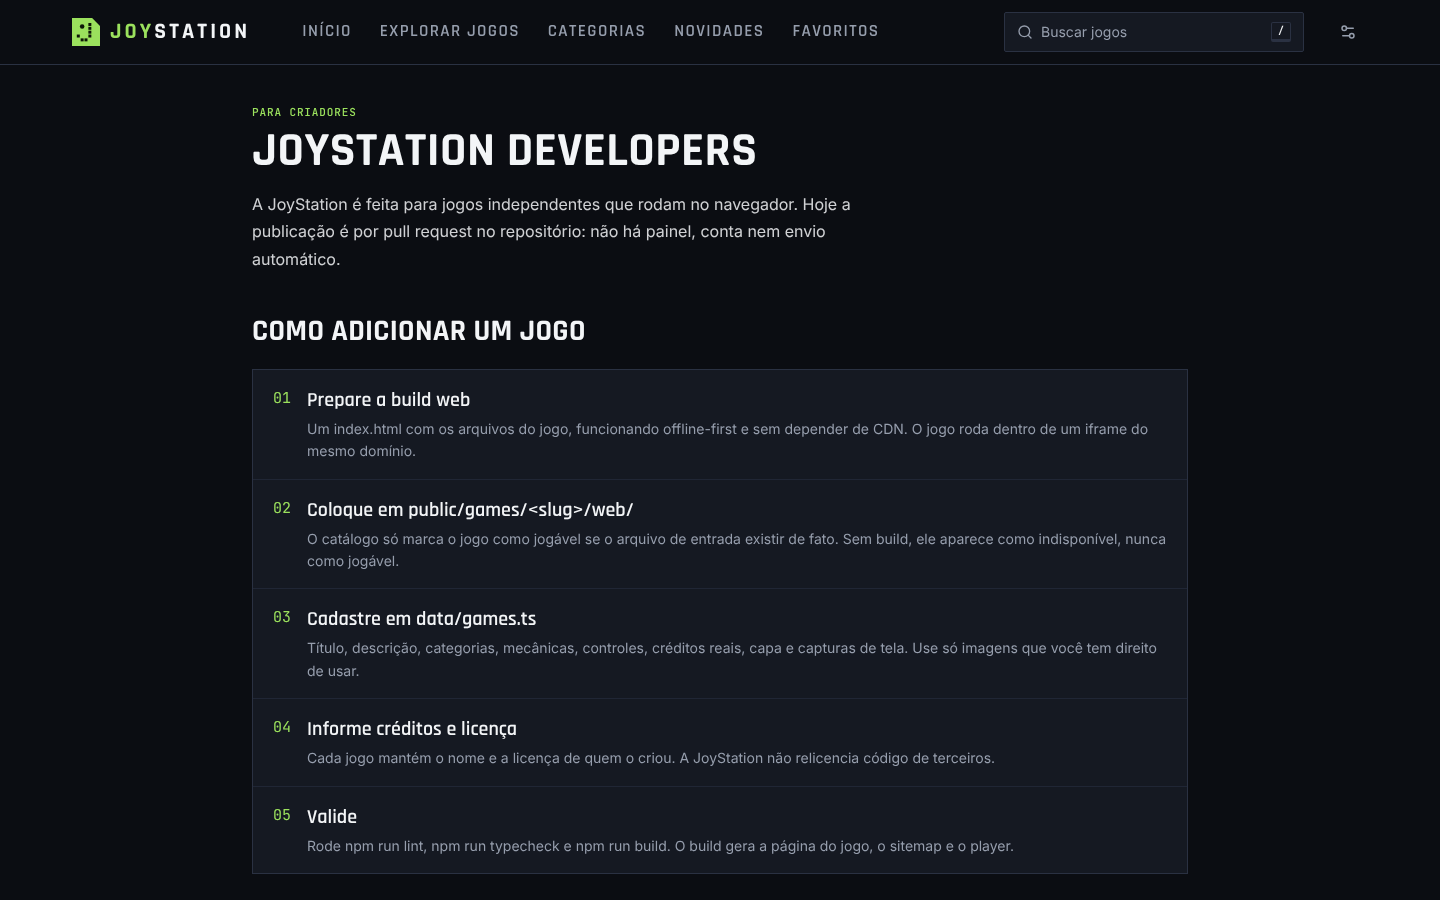 JOYSTATION
INÍCIO
EXPLORAR JOGOS
CATEGORIAS
NOVIDADES
FAVORITOS
Buscar jogos
/
PARA CRIADORES
JOYSTATION DEVELOPERS
A JoyStation é feita para jogos independentes que rodam no navegador. Hoje a
publicação é por pull request no repositório: não há painel, conta nem envio
automático.
COMO ADICIONAR UM JOGO
01 Prepare a build web
Um index.html com os arquivos do jogo, funcionando offline-first e sem depender de CDN. O jogo roda dentro de um iframe do
mesmo domínio.
02 Coloque em public/games/<slug>/web/
O catálogo só marca o jogo como jogável se o arquivo de entrada existir de fato. Sem build, ele aparece como indisponível, nunca
como jogável.
03 Cadastre em data/games.ts
Título, descrição, categorias, mecânicas, controles, créditos reais, capa e capturas de tela. Use só imagens que você tem direito
de usar.
04 Informe créditos e licença
Cada jogo mantém o nome e a licença de quem o criou. A JoyStation não relicencia código de terceiros.
05 Valide
Rode npm run lint, npm run typecheck e npm run build. O build gera a página do jogo, o sitemap e o player.